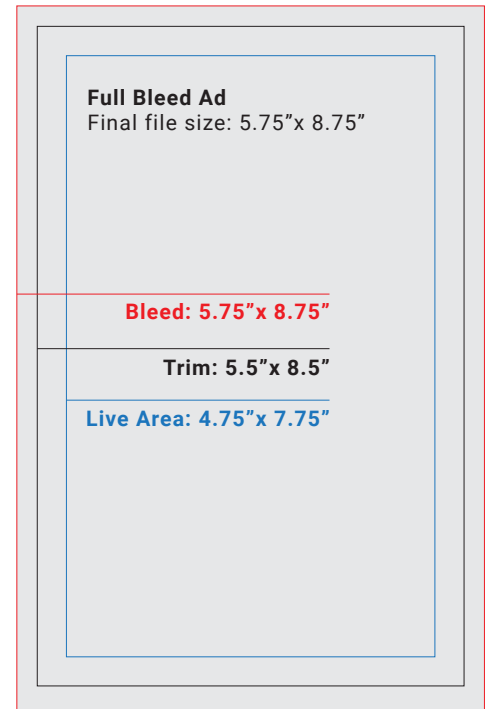 Full Bleed Ad
Final file size: 5.75”x 8.75”
Bleed: 5.75”x 8.75”
Trim: 5.5”x 8.5”
Live Area: 4.75”x 7.75”